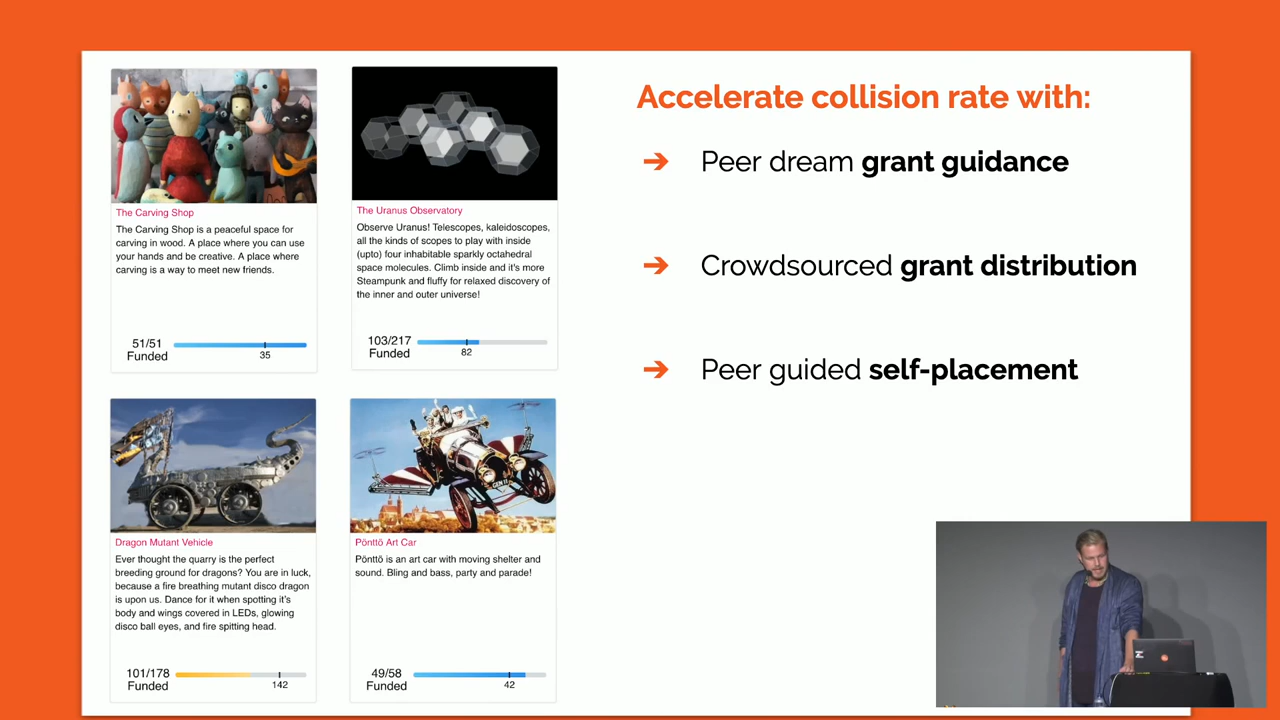 Accelerate collision rate with:
➔ Peer dream grant guidance
➔ Crowdsourced grant distribution
➔ Peer guided self-placement
The Carving Shop
The Carving Shop is a peaceful space for
carving in wood. A place where you can use
your hands and be creative. A place where
carving is a way to meet new friends.
51/51
Funded
35
The Uranus Observatory
Observe Uranus! Telescopes, kaleidoscopes,
all the kinds of scopes to play with inside
(upto) four inhabitable sparkly octahedral
space molecules. Climb inside and it's more
Steampunk and fluffy for relaxed discovery of
the inner and outer universe!
103/217
Funded
82
Dragon Mutant Vehicle
Ever thought the quarry is the perfect
breeding ground for dragons? You are in luck,
because a fire breathing mutant disco dragon
is upon us. Dance for it when spotting it's
body and wings covered in LEDs, glowing
disco ball eyes, and fire spitting head.
101/178
Funded
142
Pönttö Art Car
Pönttö is an art car with moving shelter and
sound. Bling and bass, party and parade!
49/58
Funded
42
GEN 11